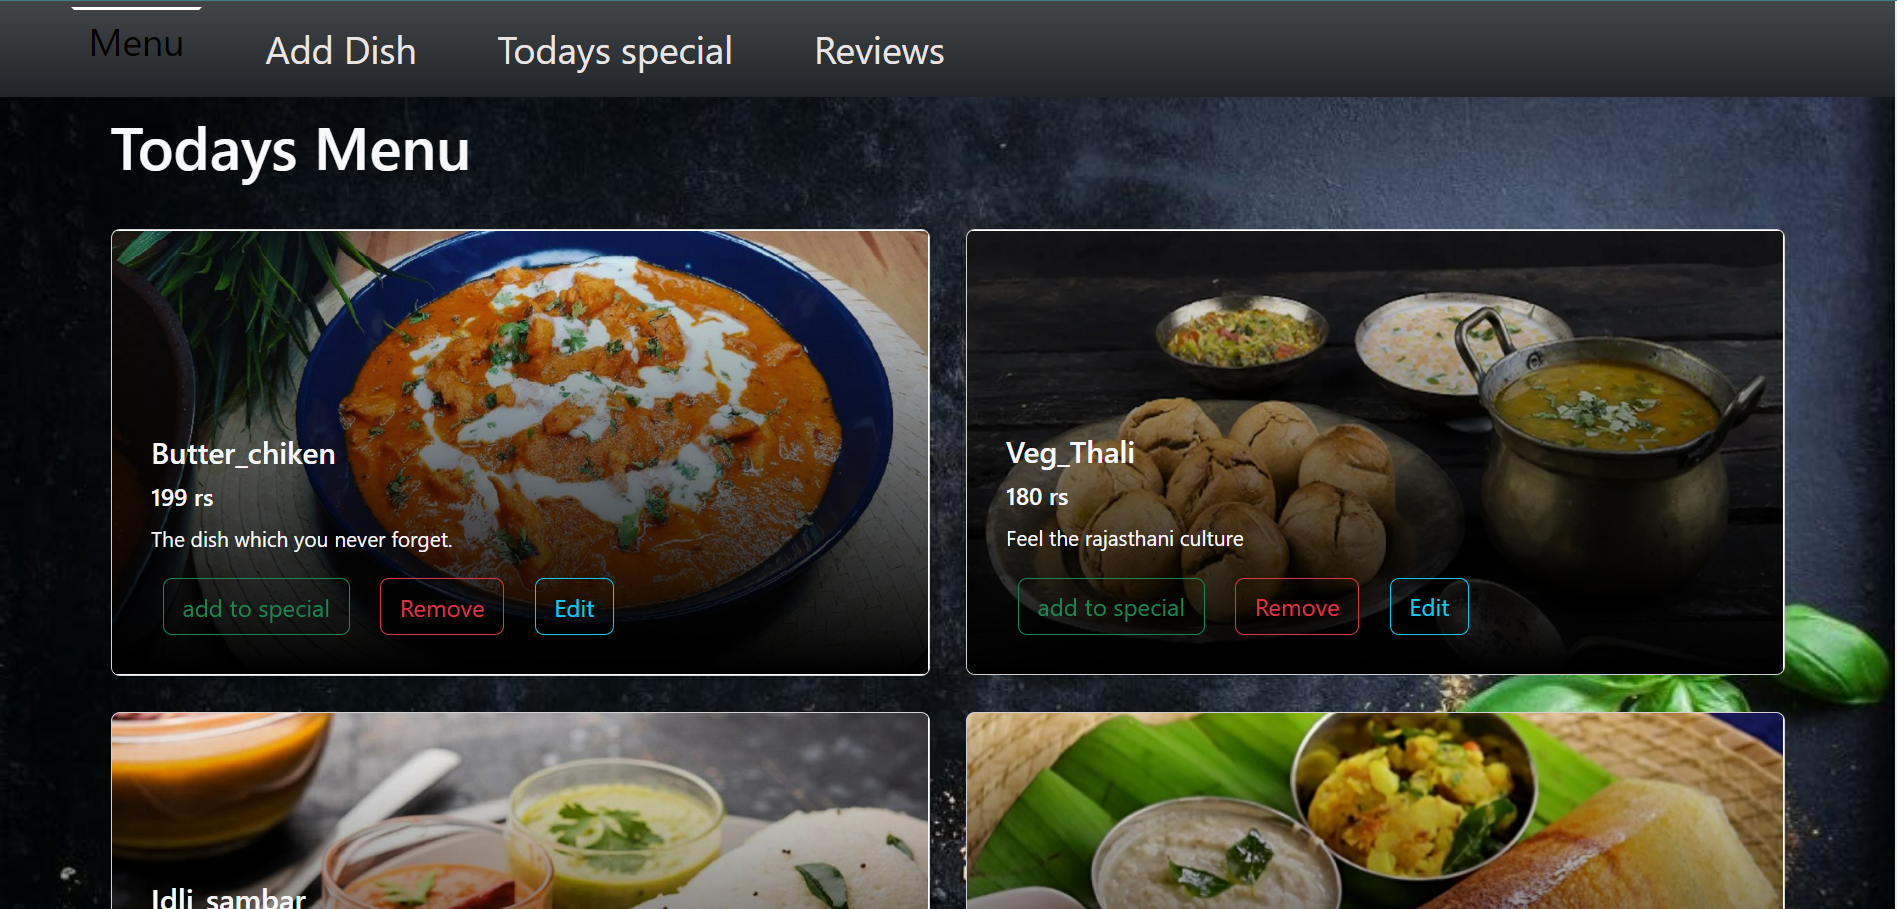 Menu Add Dish Todays special Reviews
Todays Menu
Butter_chiken
199 rs
The dish which you never forget.
add to special Remove Edit
Veg_Thali
180 rs
Feel the rajasthani culture
add to special Remove Edit
Idli_sambar